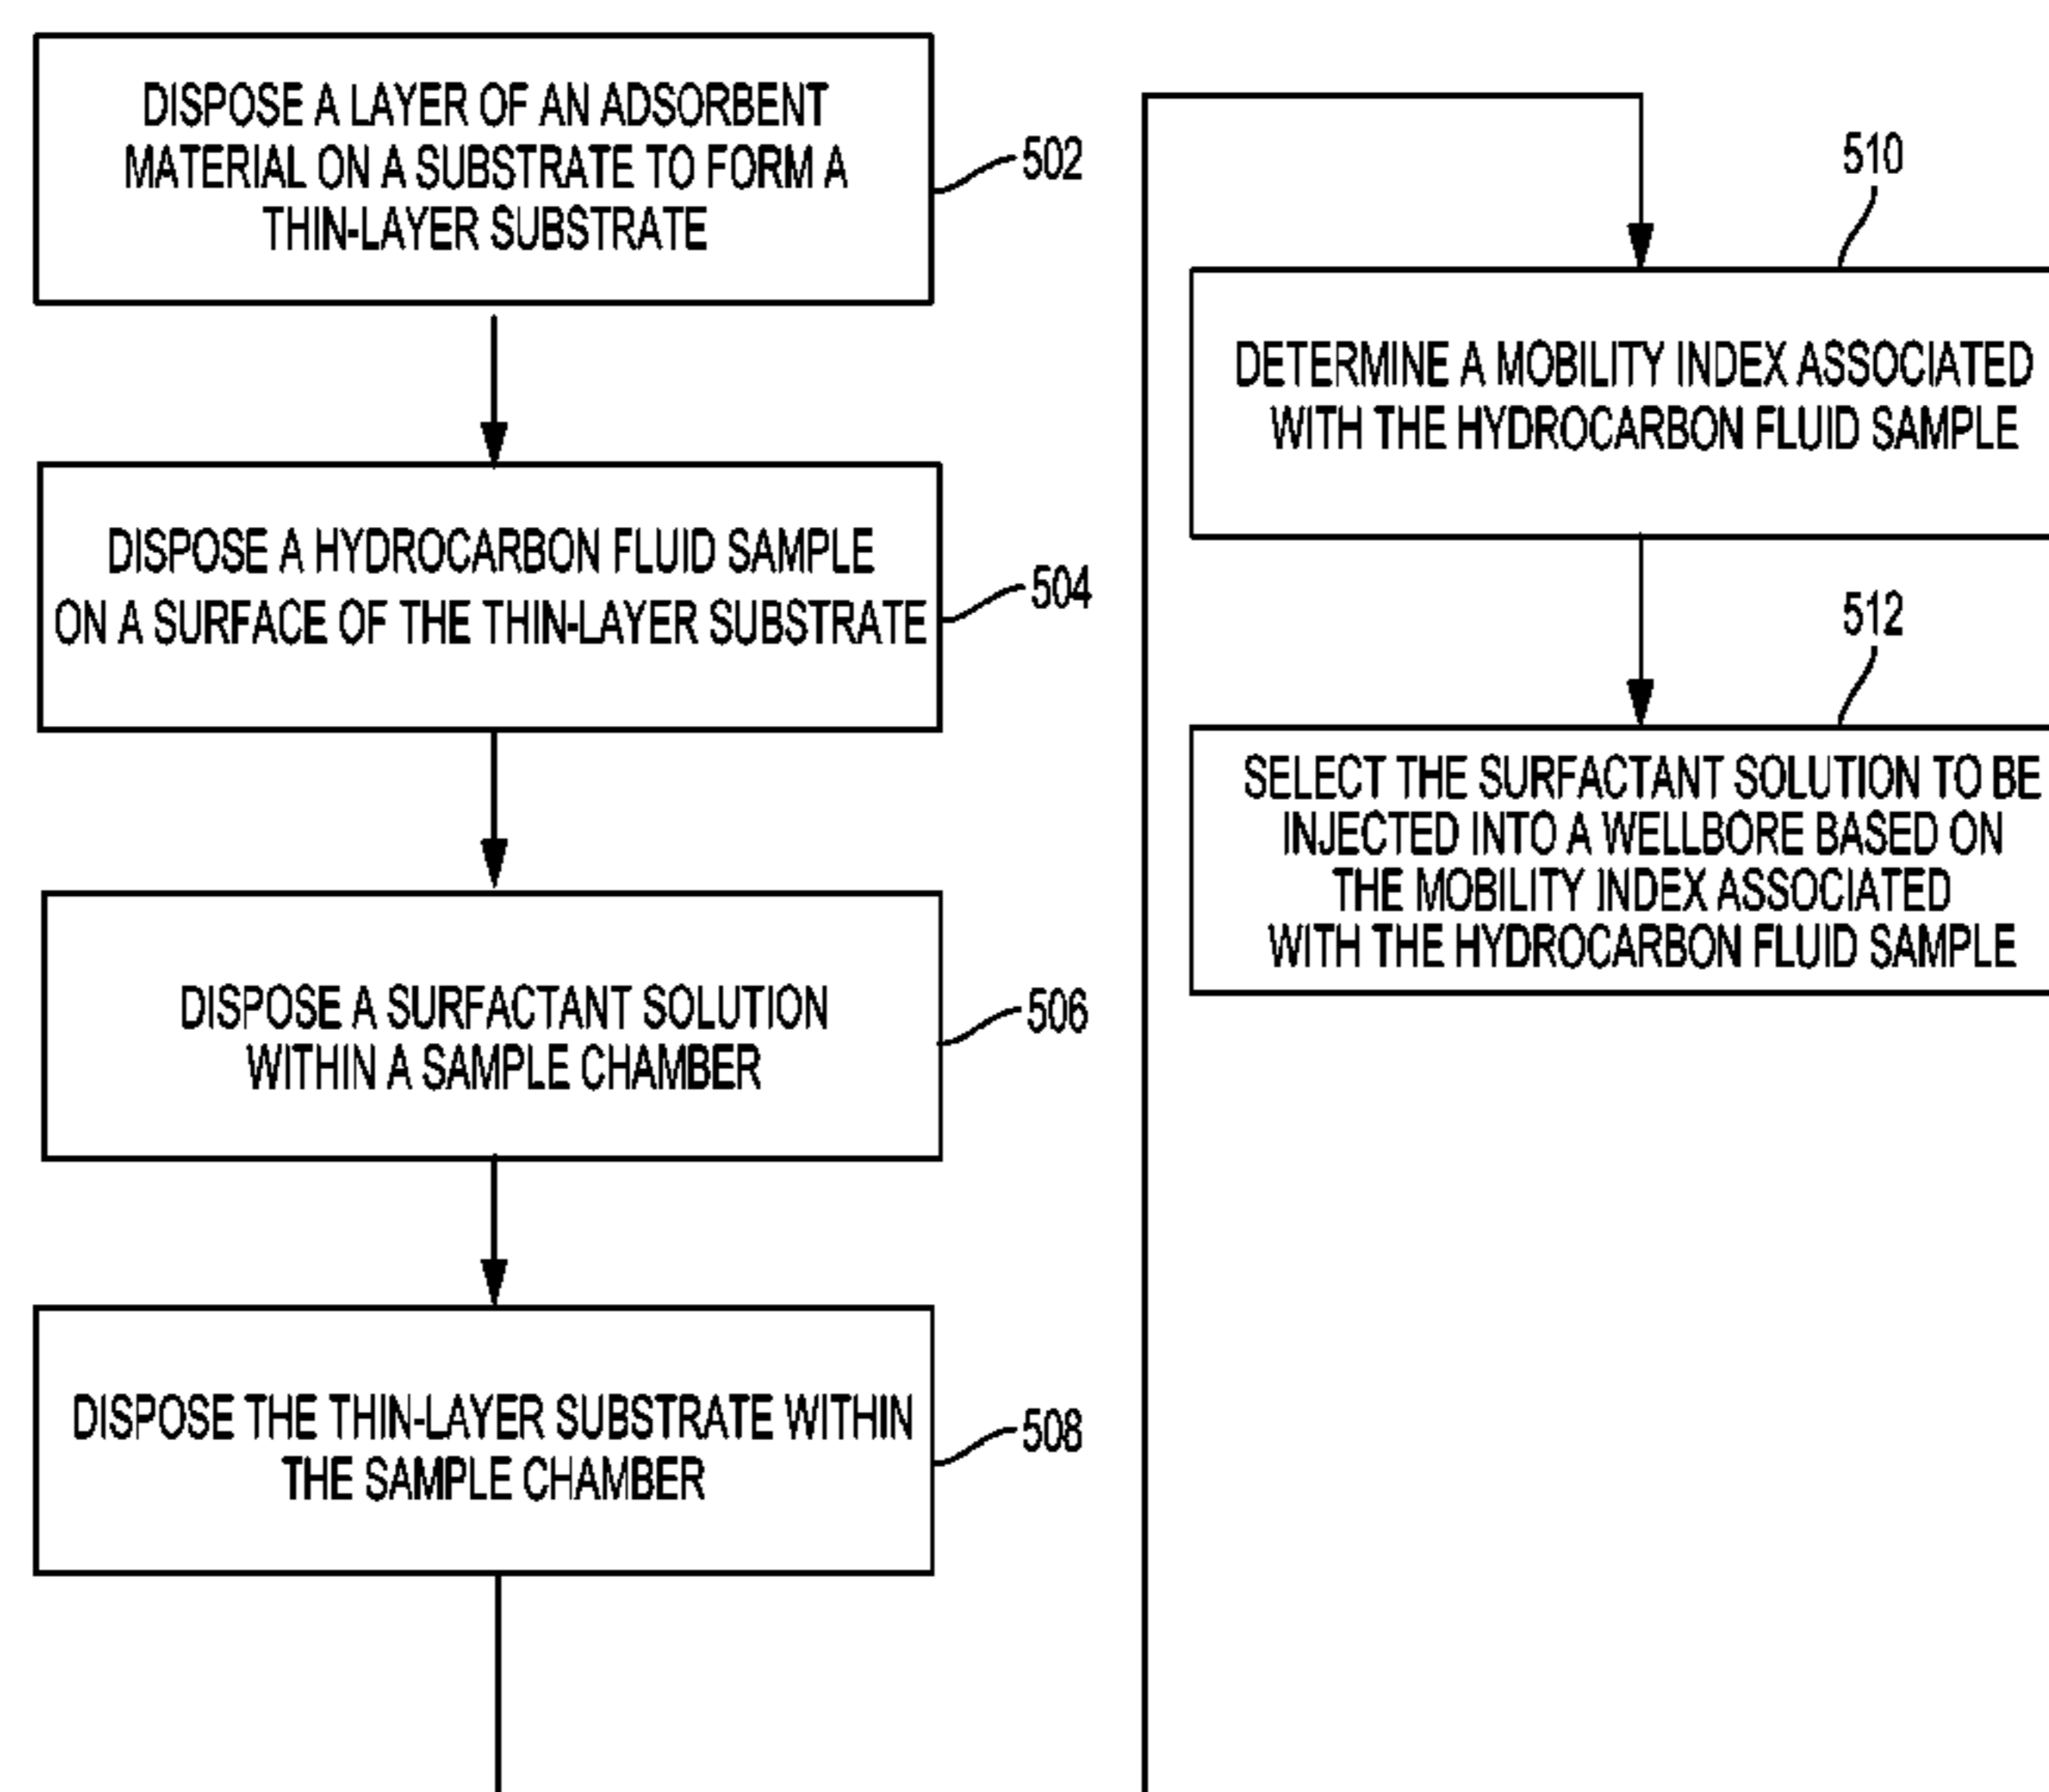 DISPOSE A LAYER OF AN ADSORBENT
MATERIAL ON A SUBSTRATE TO FORM A
THIN-LAYER SUBSTRATE
502
DISPOSE A HYDROCARBON FLUID SAMPLE
ON A SURFACE OF THE THIN-LAYER SUBSTRATE
504
DISPOSE A SURFACTANT SOLUTION
WITHIN A SAMPLE CHAMBER
506
DISPOSE THE THIN-LAYER SUBSTRATE WITHIN
THE SAMPLE CHAMBER
508
510
DETERMINE A MOBILITY INDEX ASSOCIATED
WITH THE HYDROCARBON FLUID SAMPLE
512
SELECT THE SURFACTANT SOLUTION TO BE
INJECTED INTO A WELLBORE BASED ON
THE MOBILITY INDEX ASSOCIATED
WITH THE HYDROCARBON FLUID SAMPLE